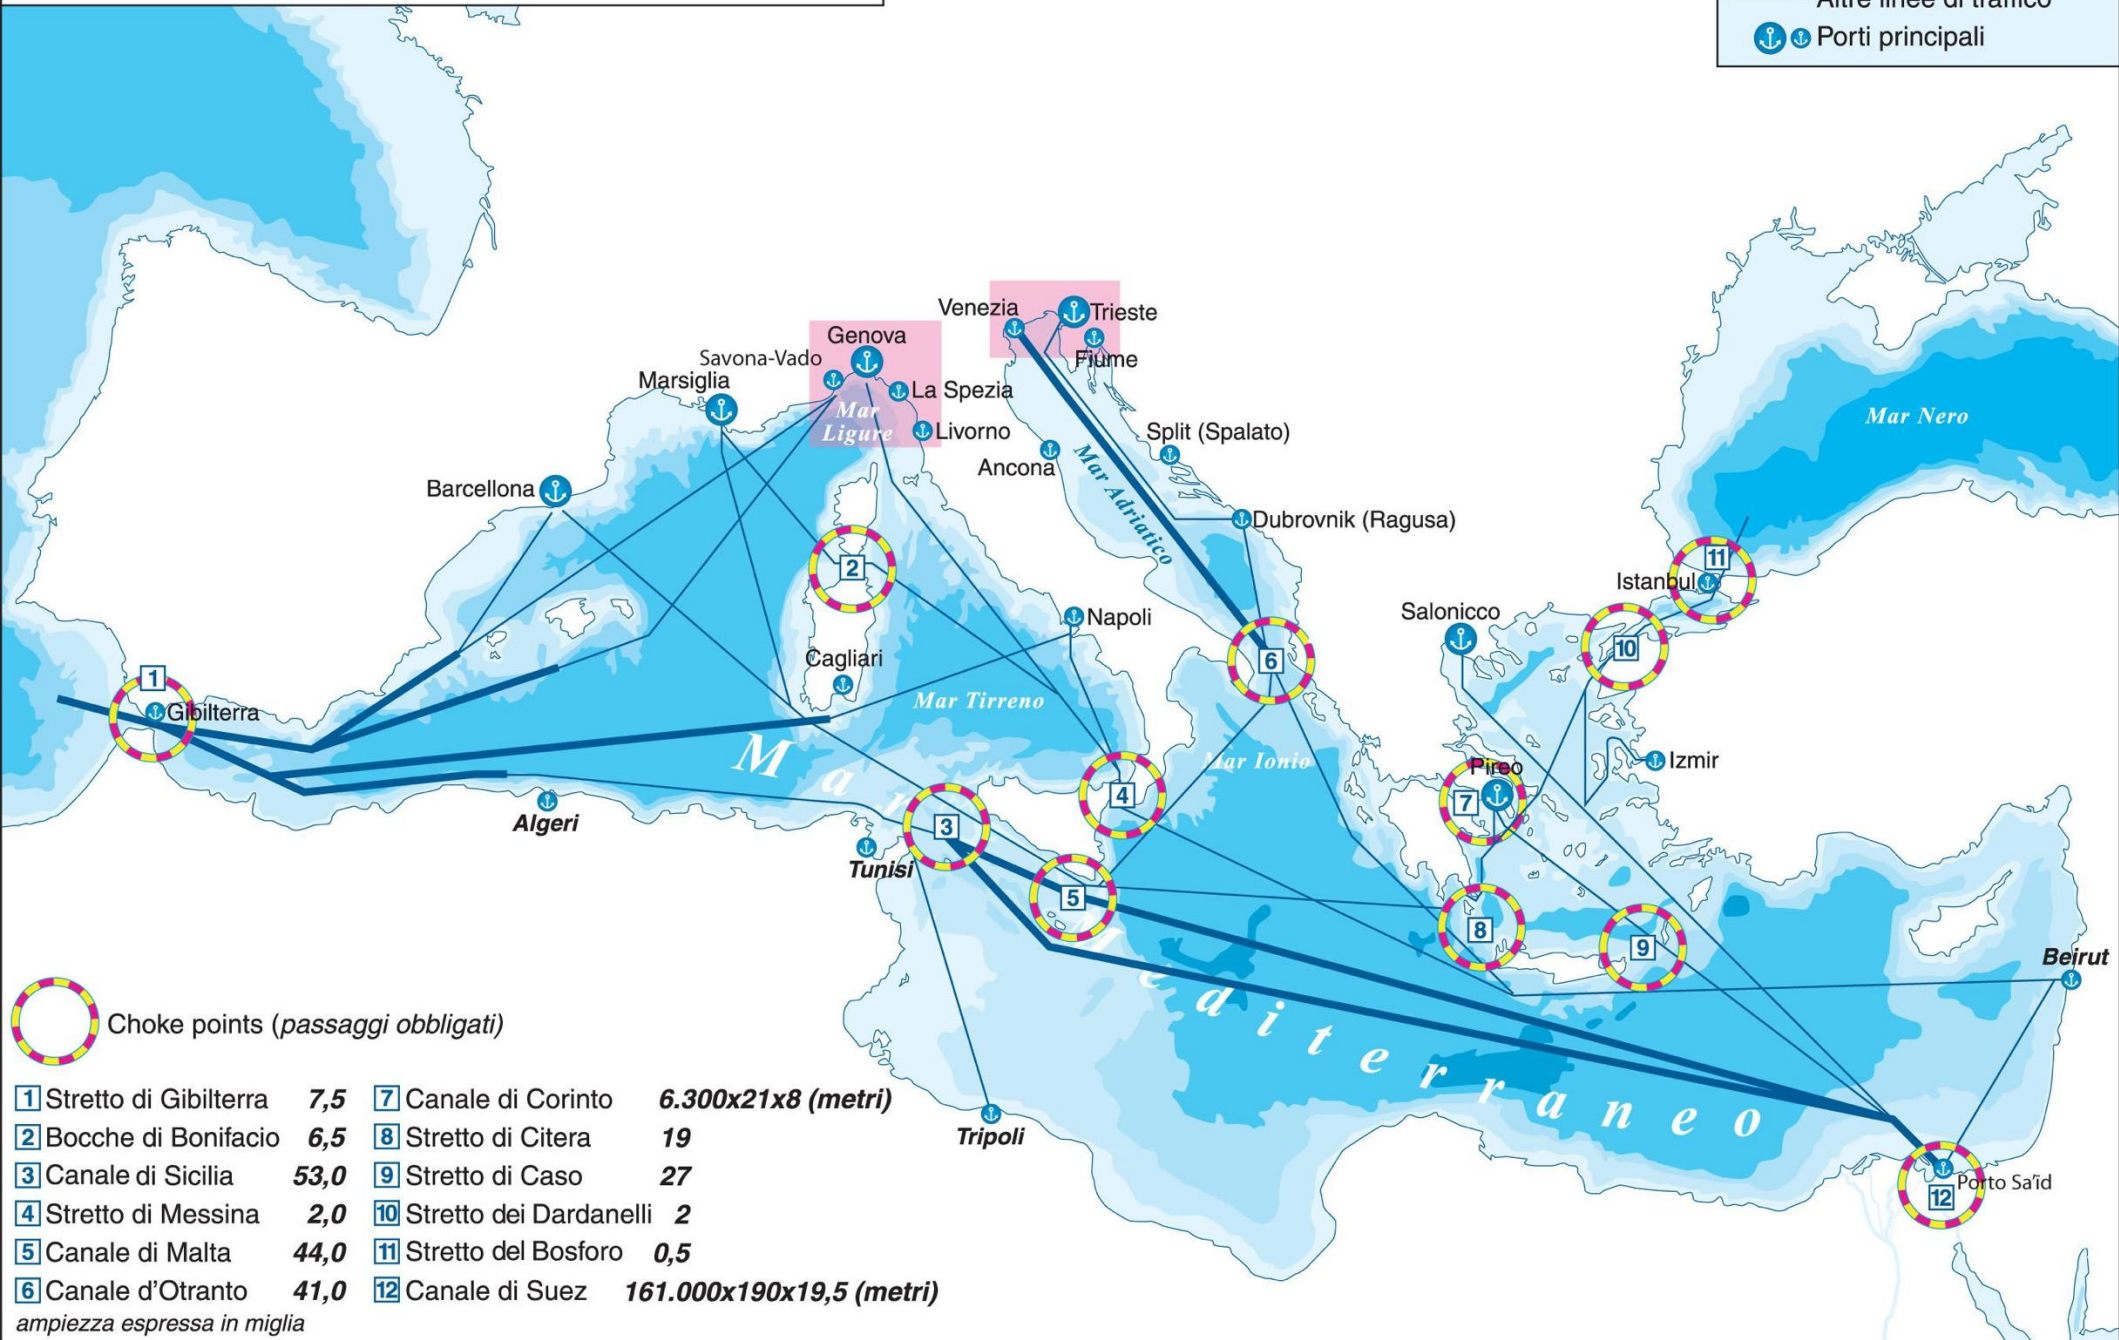 Altre linee di traffico
Porti principali
Venezia
Trieste
Fiume
Genova
Savona-Vado
Marsiglia
La Spezia
Mar
Ligure
Livorno
Ancona
Split (Spalato)
Mar Adriatico
Mar Nero
Barcellona
Dubrovnik (Ragusa)
2
11
Istanbul
Salonicco
Napoli
10
Cagliari
6
1
Gibilterra
Mar Tirreno
Mar Ionio
Izmir
Pireo
7
4
Algeri
3
Tunisi
5
8
9
Beirut
Mar Mediterraneo
Tripoli
Porto Sa'id
12
Choke points (passaggi obbligati)
1 Stretto di Gibilterra 7,5
2 Bocche di Bonifacio 6,5
3 Canale di Sicilia 53,0
4 Stretto di Messina 2,0
5 Canale di Malta 44,0
6 Canale d'Otranto 41,0
7 Canale di Corinto 6.300x21x8 (metri)
8 Stretto di Citera 19
9 Stretto di Caso 27
10 Stretto dei Dardanelli 2
11 Stretto del Bosforo 0,5
12 Canale di Suez 161.000x190x19,5 (metri)
ampiezza espressa in miglia